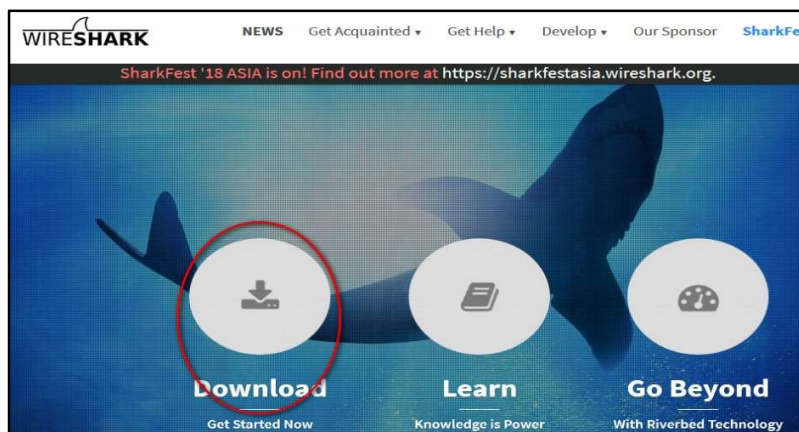 WIRESHARK
NEWS Get Acquainted ▾ Get Help ▾ Develop ▾ Our Sponsor SharkFe
SharkFest '18 ASIA is on! Find out more at https://sharkfestasia.wireshark.org.
Download Learn Go Beyond
Get Started Now Knowledge is Power With Riverbed Technology